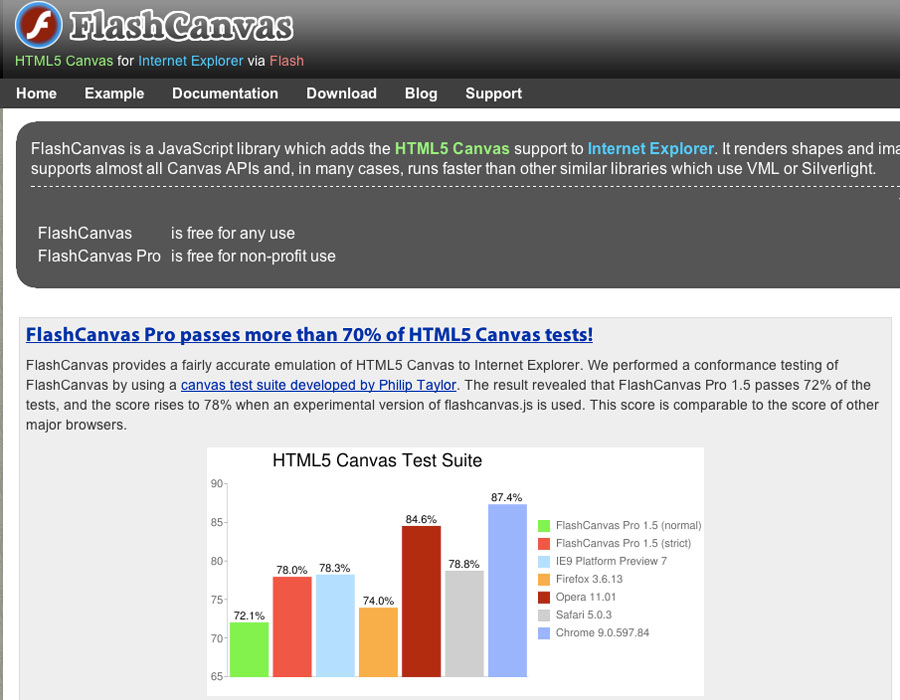 FlashCanvas
HTML5 Canvas for Internet Explorer via Flash
Home Example Documentation Download Blog Support
FlashCanvas is a JavaScript library which adds the HTML5 Canvas support to Internet Explorer. It renders shapes and ima
supports almost all Canvas APIs and, in many cases, runs faster than other similar libraries which use VML or Silverlight.
FlashCanvas is free for any use
FlashCanvas Pro is free for non-profit use
FlashCanvas Pro passes more than 70% of HTML5 Canvas tests!
FlashCanvas provides a fairly accurate emulation of HTML5 Canvas to Internet Explorer. We performed a conformance testing of
FlashCanvas by using a canvas test suite developed by Philip Taylor. The result revealed that FlashCanvas Pro 1.5 passes 72% of the
tests, and the score rises to 78% when an experimental version of flashcanvas.js is used. This score is comparable to the score of other
major browsers.
HTML5 Canvas Test Suite
90
85
80
75
70
65
72.1%
78.0%
78.3%
74.0%
84.6%
78.8%
87.4%
FlashCanvas Pro 1.5 (normal)
FlashCanvas Pro 1.5 (strict)
IE9 Platform Preview 7
Firefox 3.6.13
Opera 11.01
Safari 5.0.3
Chrome 9.0.597.84